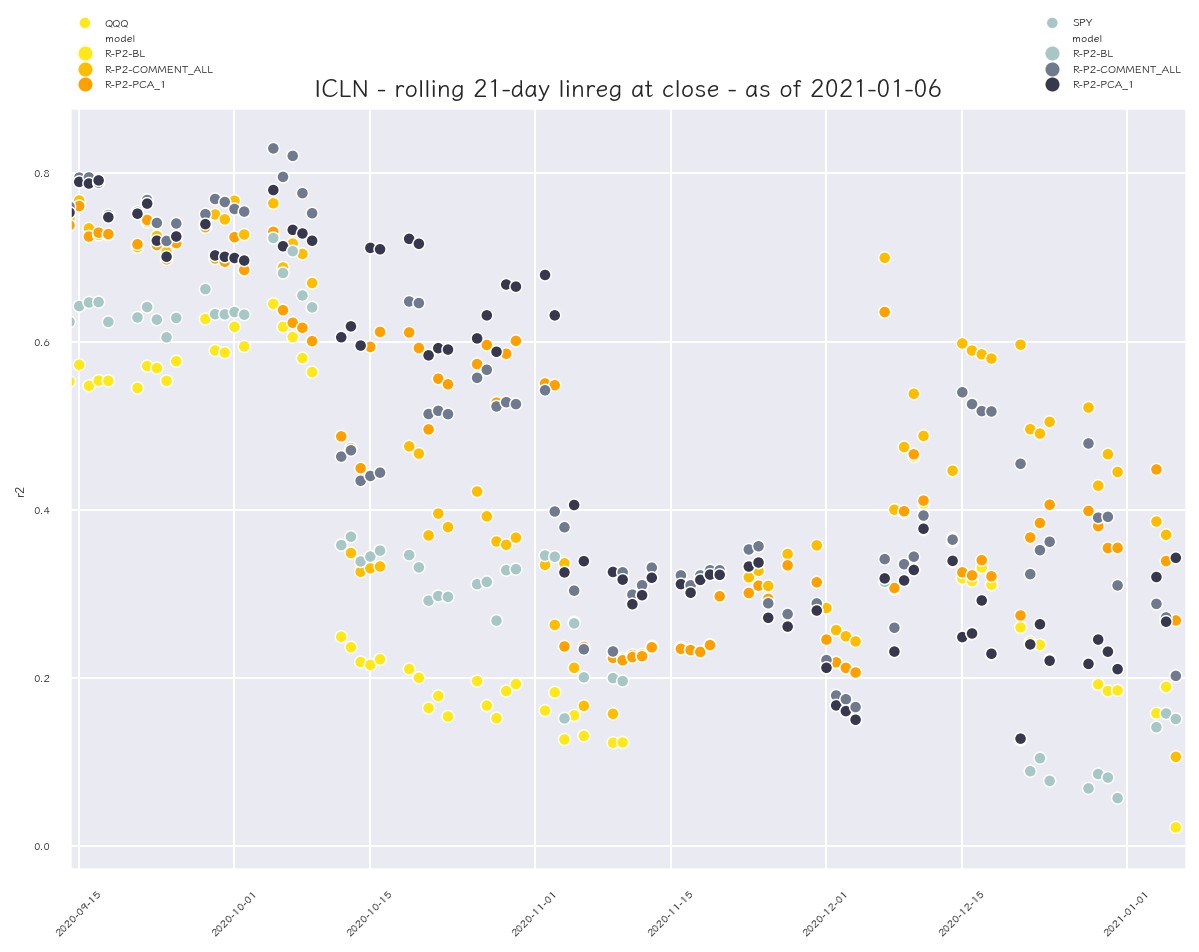 QQQ
model
R-P2-BL
R-P2-COMMENT_ALL
R-P2-PCA_1
SPY
model
R-P2-BL
R-P2-COMMENT_ALL
R-P2-PCA_1
ICLN - rolling 21-day linreg at close - as of 2021-01-06
0.8
0.6
0.4
0.2
0.0
r2
2020-09-15
2020-10-01
2020-10-15
2020-11-01
2020-11-15
2020-12-01
2020-12-15
2021-01-01